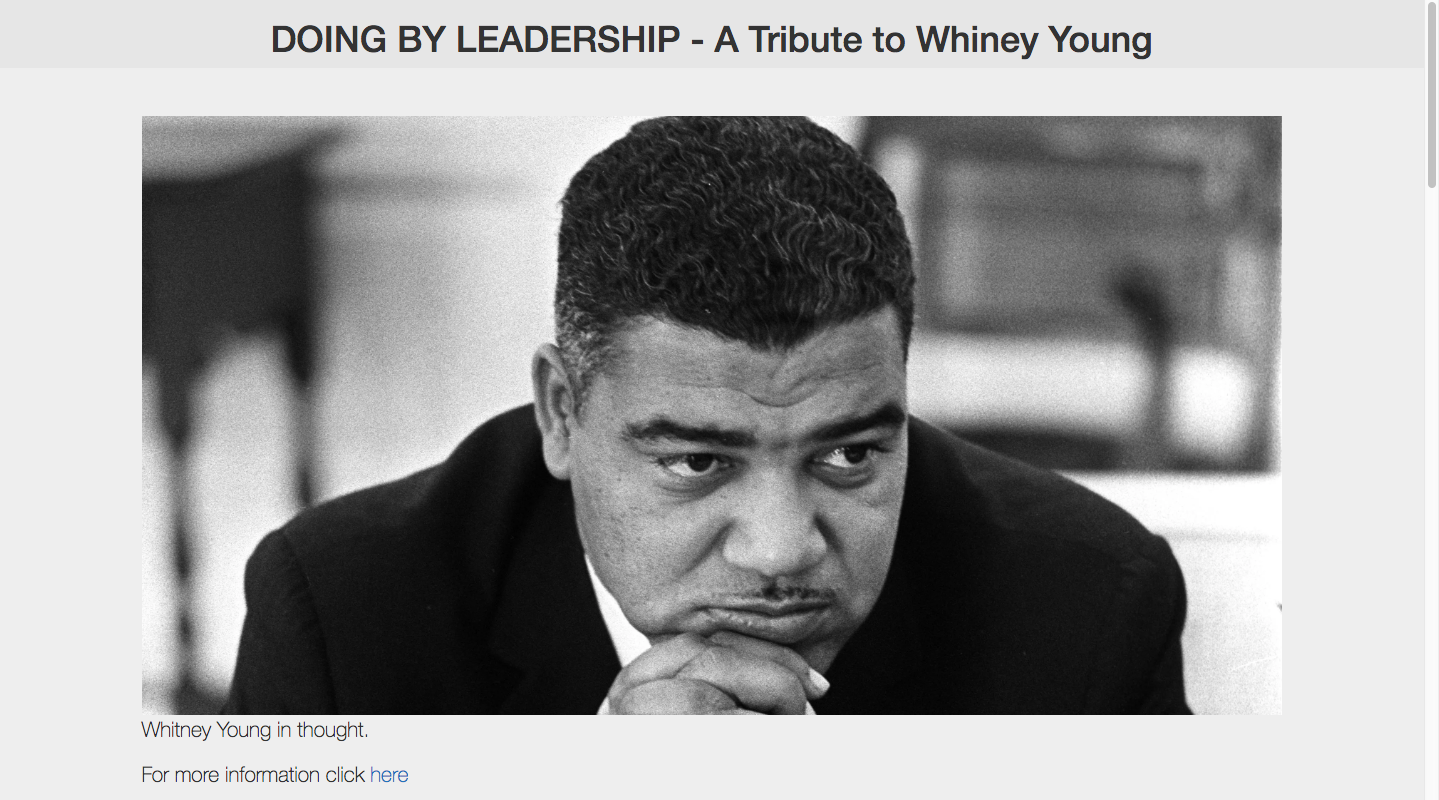 DOING BY LEADERSHIP - A Tribute to Whiney Young
Whitney Young in thought.
For more information click here